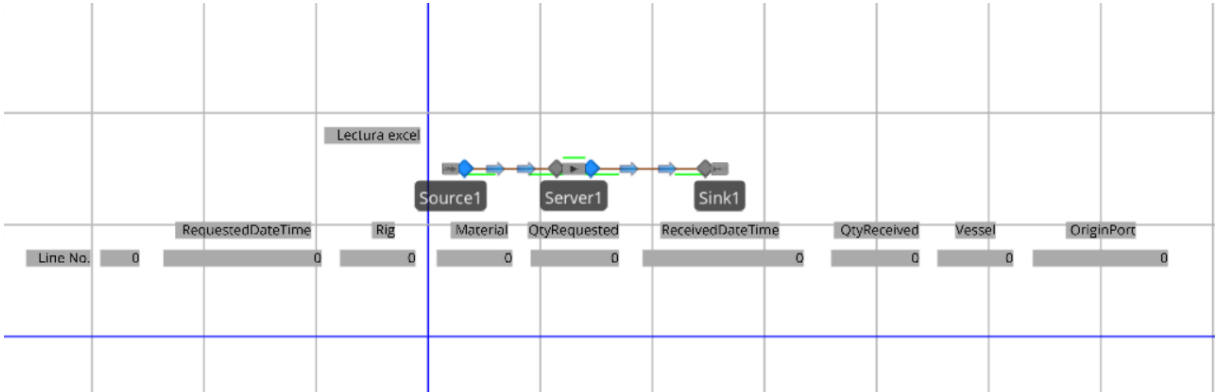 Lectura excel
Source1 Server1 Sink1
RequestedDateTime Rig Material QtyRequested ReceivedDateTime QtyReceived Vessel OriginPort
Line No. 0 0 0 0 0 0 0 0 0